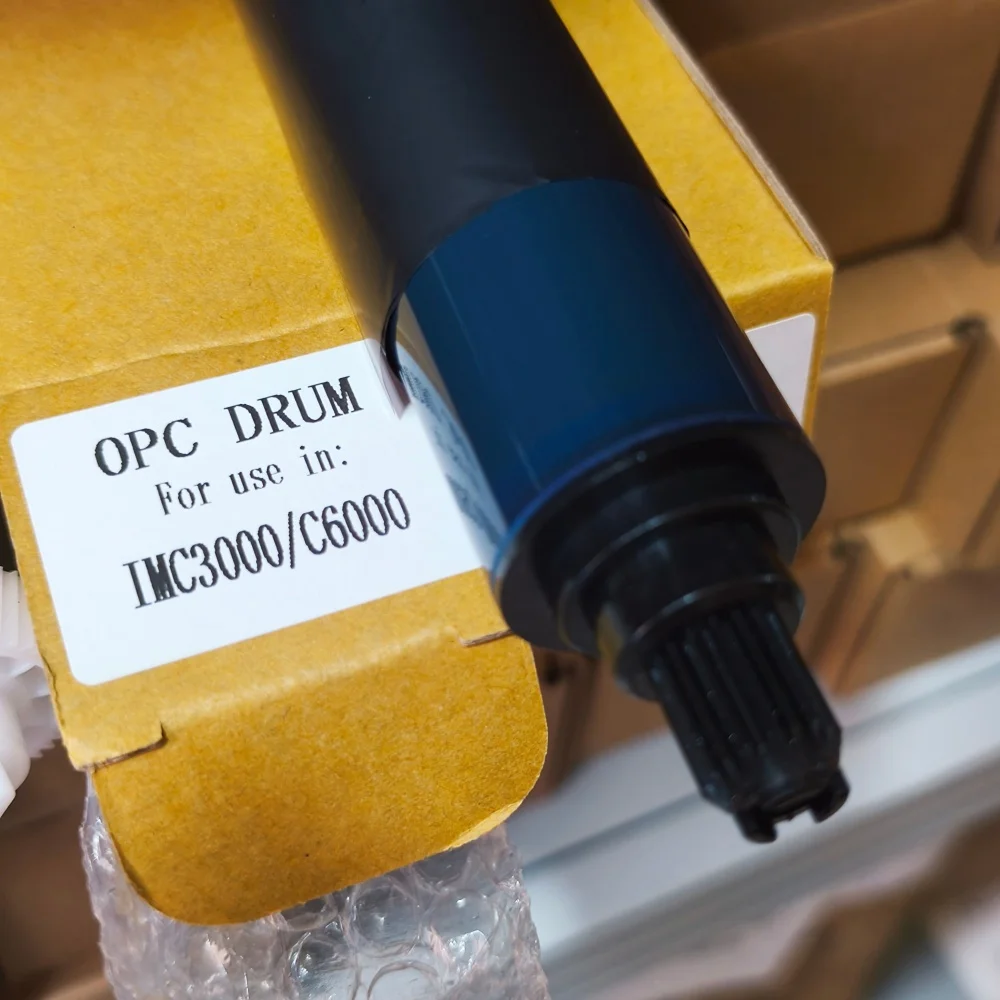 OPC DRUM
For use in:
IMC3000/C6000